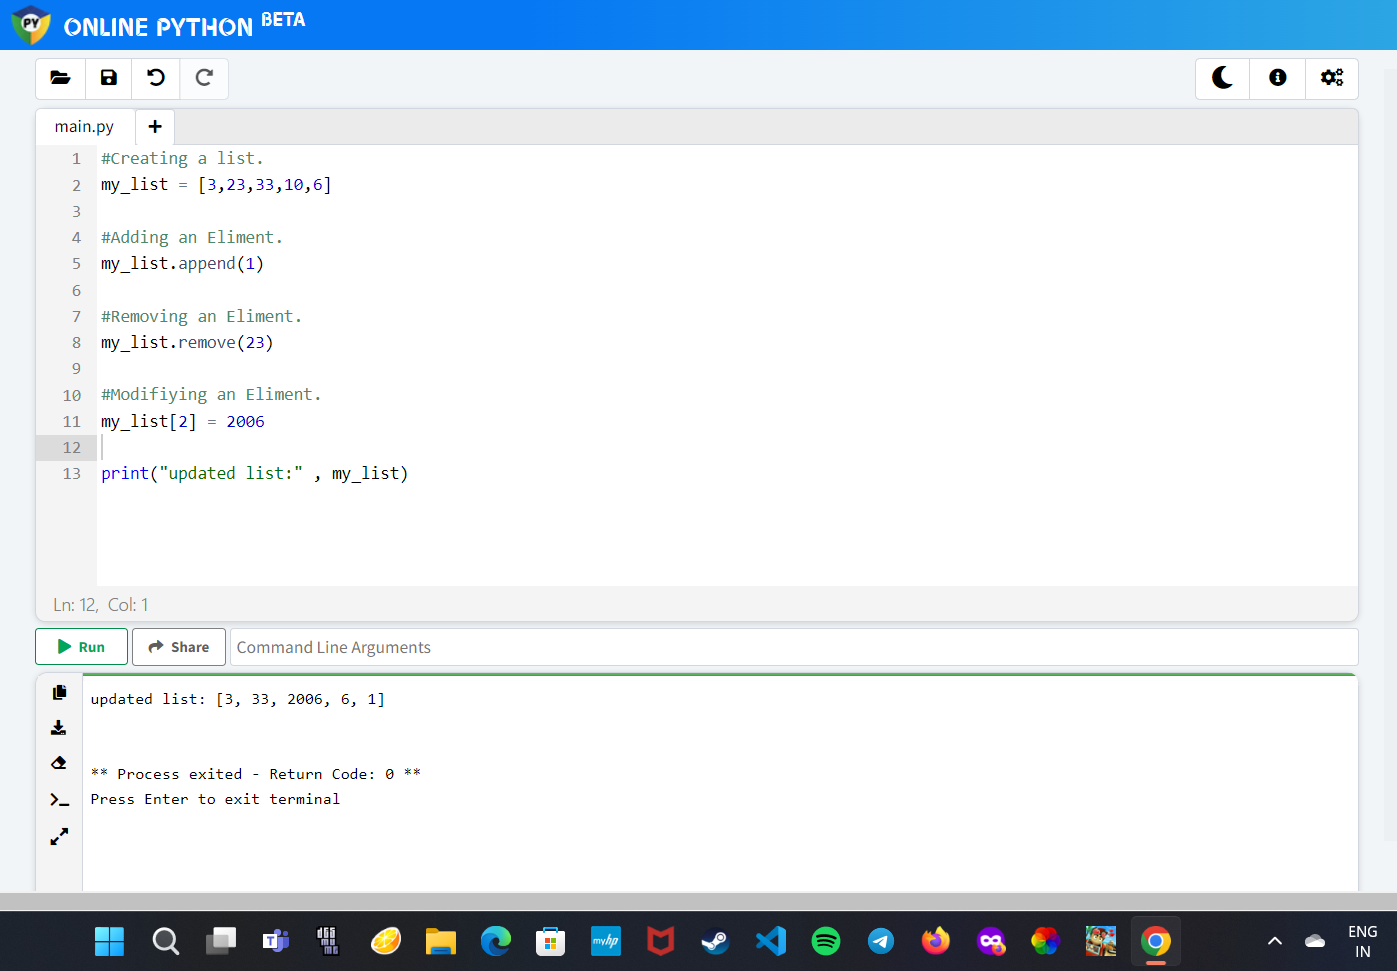 PY ONLINE PYTHON BETA
main.py +
1 #Creating a list.
2 my_list = [3,23,33,10,6]
3
4 #Adding an Eliment.
5 my_list.append(1)
6
7 #Removing an Eliment.
8 my_list.remove(23)
9
10 #Modifiying an Eliment.
11 my_list[2] = 2006
12
13 print("updated list:" , my_list)
Ln: 12, Col: 1
Run Share Command Line Arguments
updated list: [3, 33, 2006, 6, 1]
** Process exited - Return Code: 0 **
Press Enter to exit terminal
myhp
ENG
IN